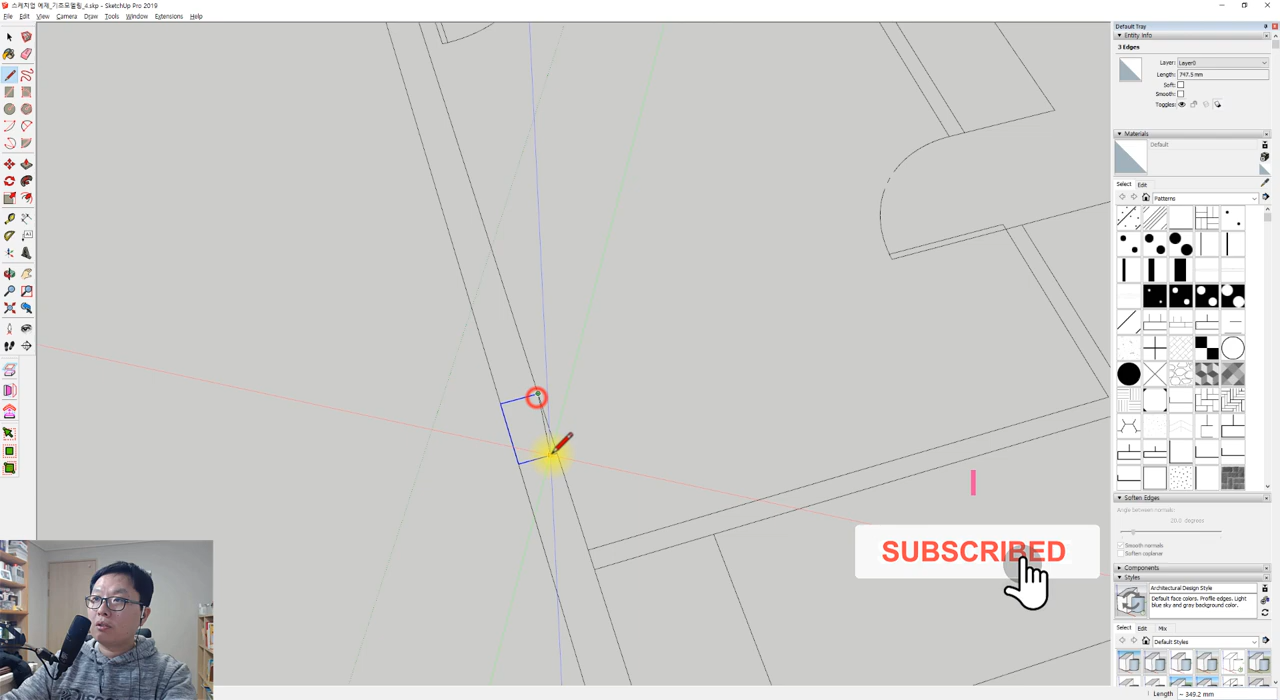 스케치업 예제_기초모델링_4.skp - SketchUp Pro 2019
File Edit View Camera Draw Tools Window Extensions Help
Default Tray
Entity Info
3 Edges
Layer: Layer0
Length: 747.5 mm
Soft:
Smooth:
Toggles:
Materials
Default
Select Edit
Patterns
Soften Edges
Angle between normals:
20.0 degrees
Smooth normals
Soften coplanar
Components
Styles
Architectural Design Style
Default face colors. Profile edges. Light
blue sky and gray background color.
Select Edit Mix
Default Styles
SUBSCRIBED
Length ~ 349.2 mm